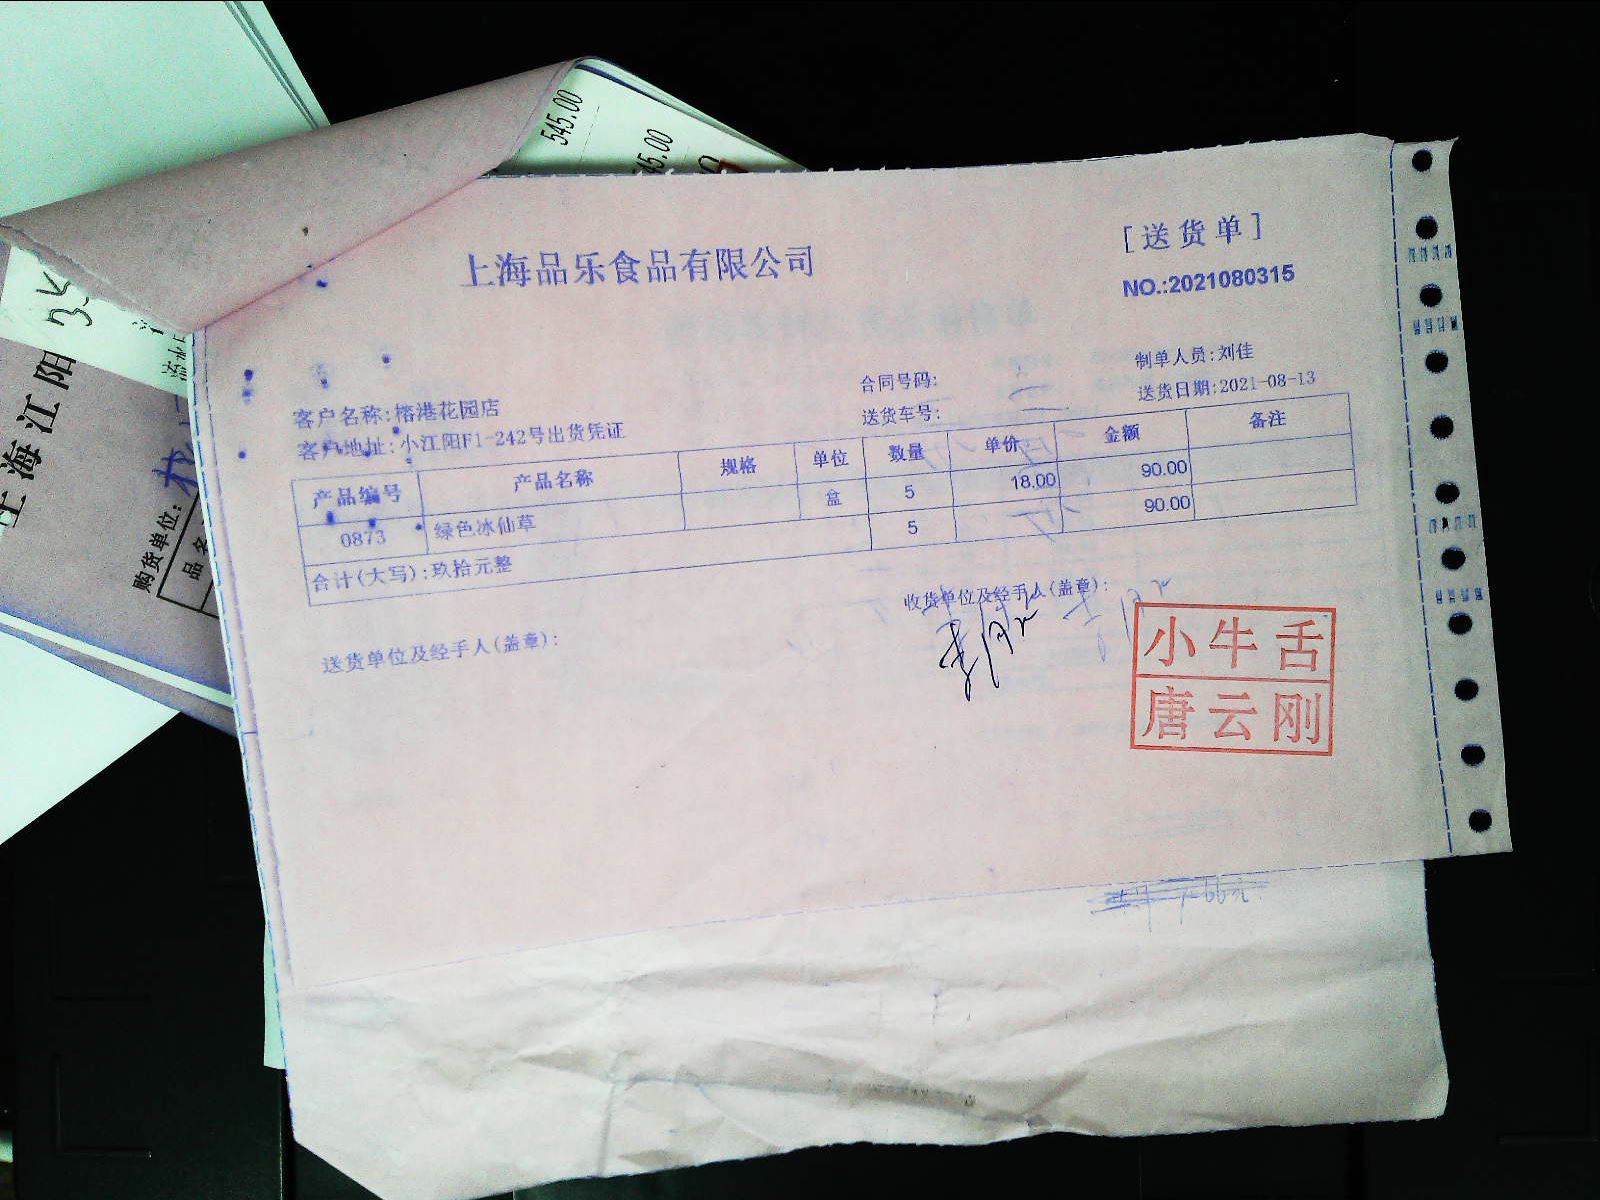 545.00
45.00
35
上海江阳
购货单位:
品名
上海品乐食品有限公司
[送货单]
NO.:2021080315
制单人员:刘佳
合同号码:
送货日期:2021-08-13
客户名称:榕港花园店
送货车号:
客户地址:小江阳F1-242号出货凭证
产品编号 产品名称 规格 单位 数量 单价 金额 备注
0873 绿色冰仙草 盒 5 18.00 90.00
合计(大写):玖拾元整 5 90.00
送货单位及经手人(盖章):
收货单位及经手人(盖章):
小牛舌
唐云刚